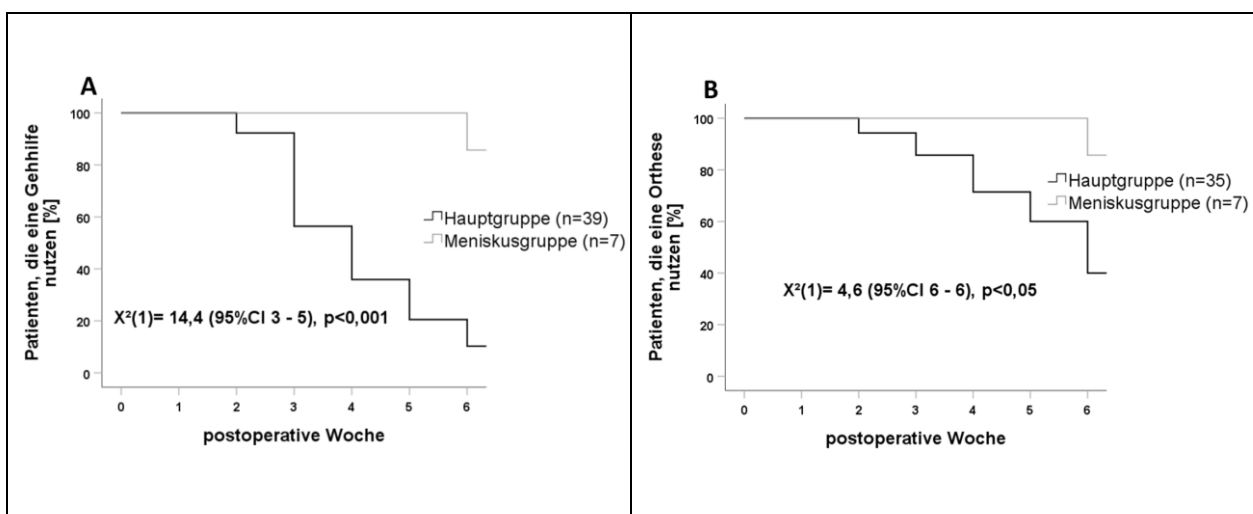 A
Patienten, die eine Gehhilfe
nutzen [%]
100
80
60
40
20
0
Hauptgruppe (n=39)
Meniskusgruppe (n=7)
X²(1)= 14,4 (95%CI 3 - 5), p<0,001
0 1 2 3 4 5 6
postoperative Woche
B
Patienten, die eine Orthese
nutzen [%]
100
80
60
40
20
0
Hauptgruppe (n=35)
Meniskusgruppe (n=7)
X²(1)= 4,6 (95%CI 6 - 6), p<0,05
0 1 2 3 4 5 6
postoperative Woche